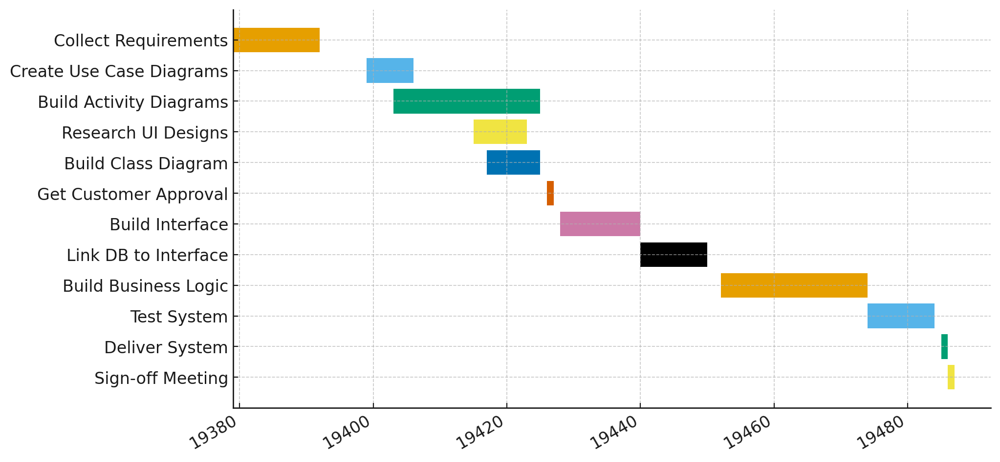 Collect Requirements
Create Use Case Diagrams
Build Activity Diagrams
Research UI Designs
Build Class Diagram
Get Customer Approval
Build Interface
Link DB to Interface
Build Business Logic
Test System
Deliver System
Sign-off Meeting
19380
19400
19420
19440
19460
19480